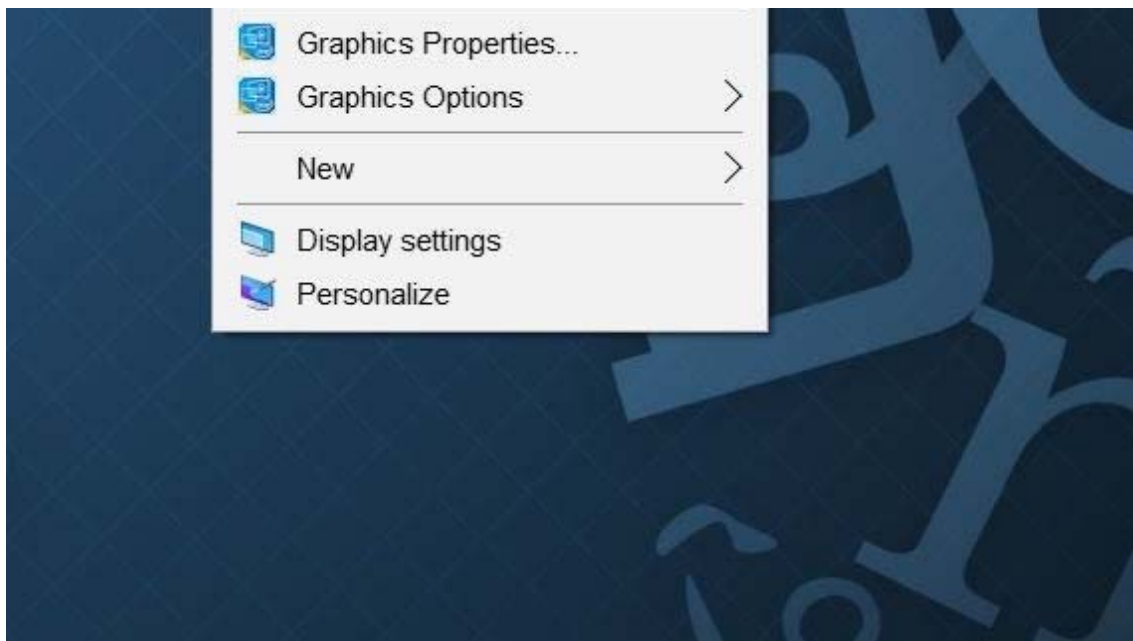 Graphics Properties...
Graphics Options
New
Display settings
Personalize